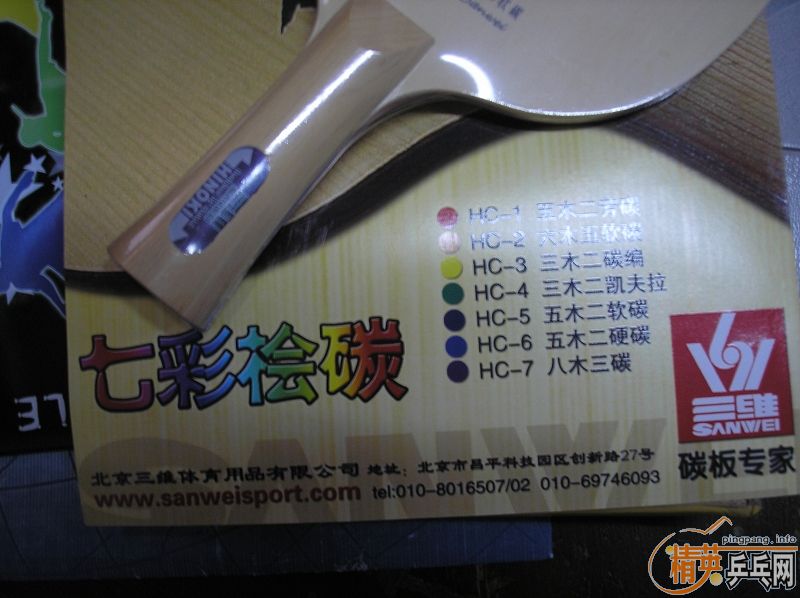 HINOKI
HC-1 五木二芳碳
HC-2 六木五软碳
HC-3 三木二碳编
HC-4 三木二凯夫拉
HC-5 五木二软碳
HC-6 五木二硬碳
HC-7 八木三碳
七彩桧碳
三维
SANWEI
碳板专家
SANWEI
北京三维体育用品有限公司 地址：北京市昌平科技园区创新路27号
www.sanweisport.com tel:010-8016507/02 010-69746093
pingpang.info
精英乒乓网